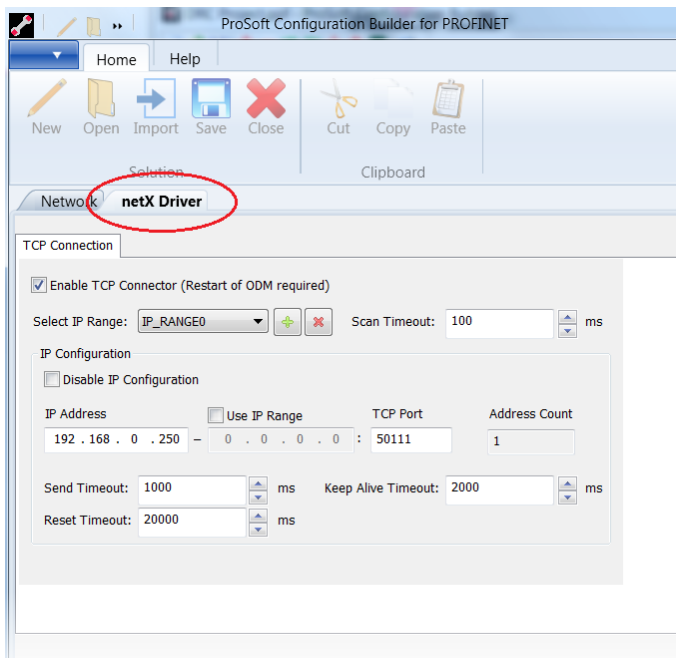 ProSoft Configuration Builder for PROFINET
Home Help
New Open Import Save Close Cut Copy Paste
Solution Clipboard
Network netX Driver
TCP Connection
Enable TCP Connector (Restart of ODM required)
Select IP Range: IP_RANGE0 Scan Timeout: 100 ms
IP Configuration
Disable IP Configuration
IP Address Use IP Range TCP Port Address Count
192 . 168 . 0 . 250 – 0 . 0 . 0 . 0 : 50111 1
Send Timeout: 1000 ms Keep Alive Timeout: 2000 ms
Reset Timeout: 20000 ms